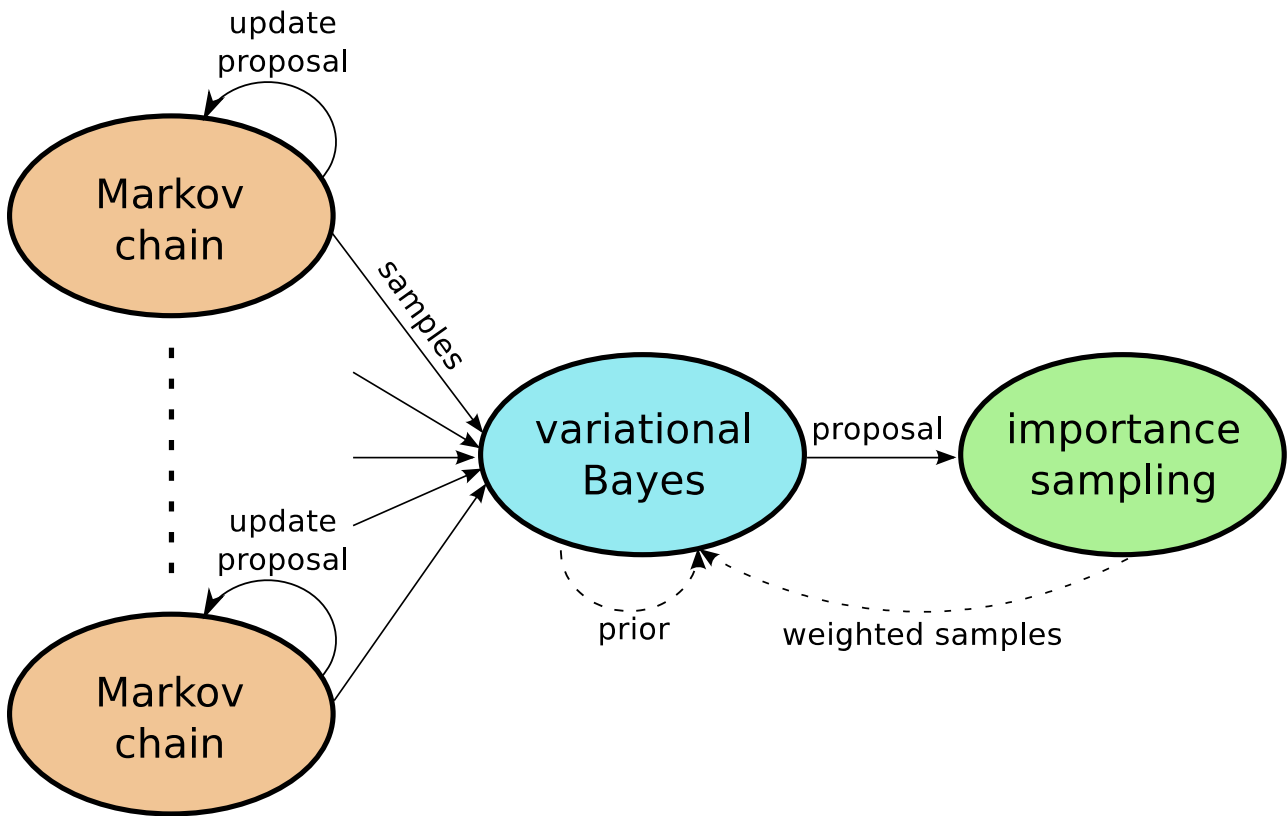 update
proposal
Markov
chain
samples
variational
Bayes
proposal
importance
sampling
update
proposal
prior
weighted samples
Markov
chain